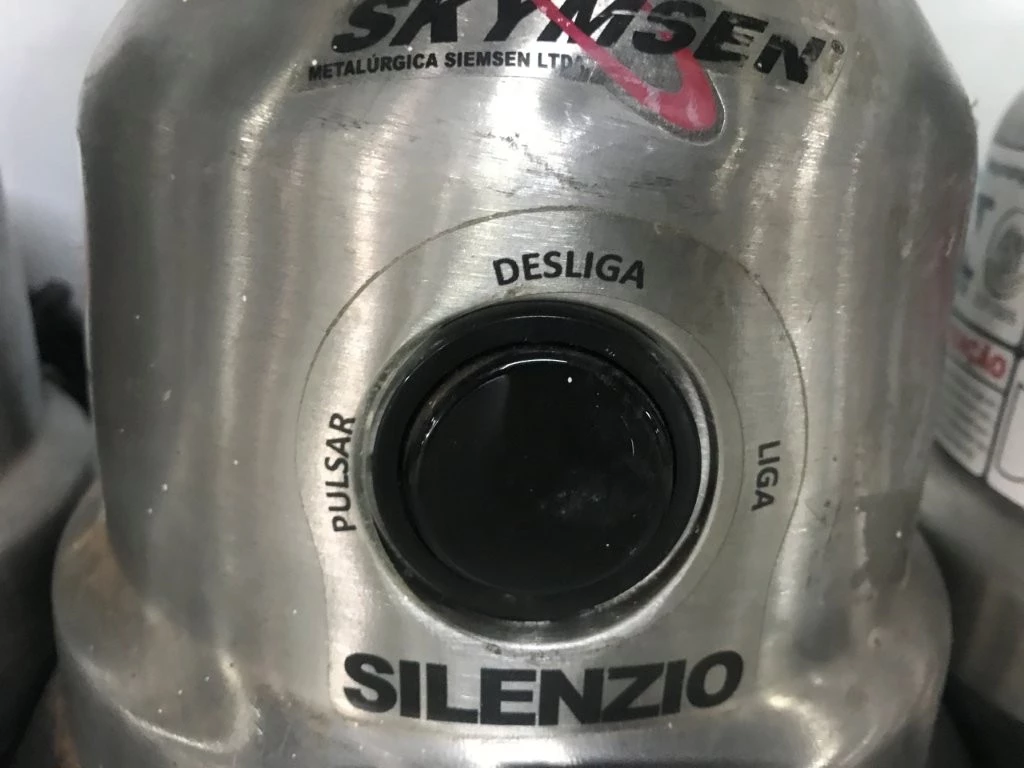 SKYMSEN®
METALÚRGICA SIEMSEN LTDA
DESLIGA
PULSAR
LIGA
SILENZIO